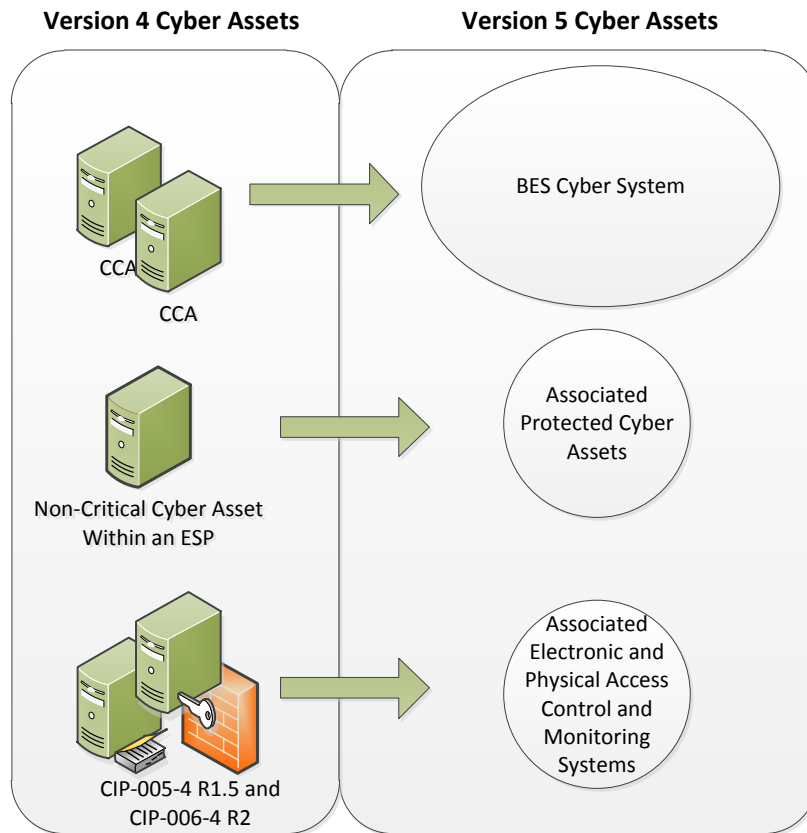 Version 4 Cyber Assets
Version 5 Cyber Assets
CCA
CCA
BES Cyber System
Non-Critical Cyber Asset
Within an ESP
Associated
Protected Cyber
Assets
CIP-005-4 R1.5 and
CIP-006-4 R2
Associated
Electronic and
Physical Access
Control and
Monitoring
Systems